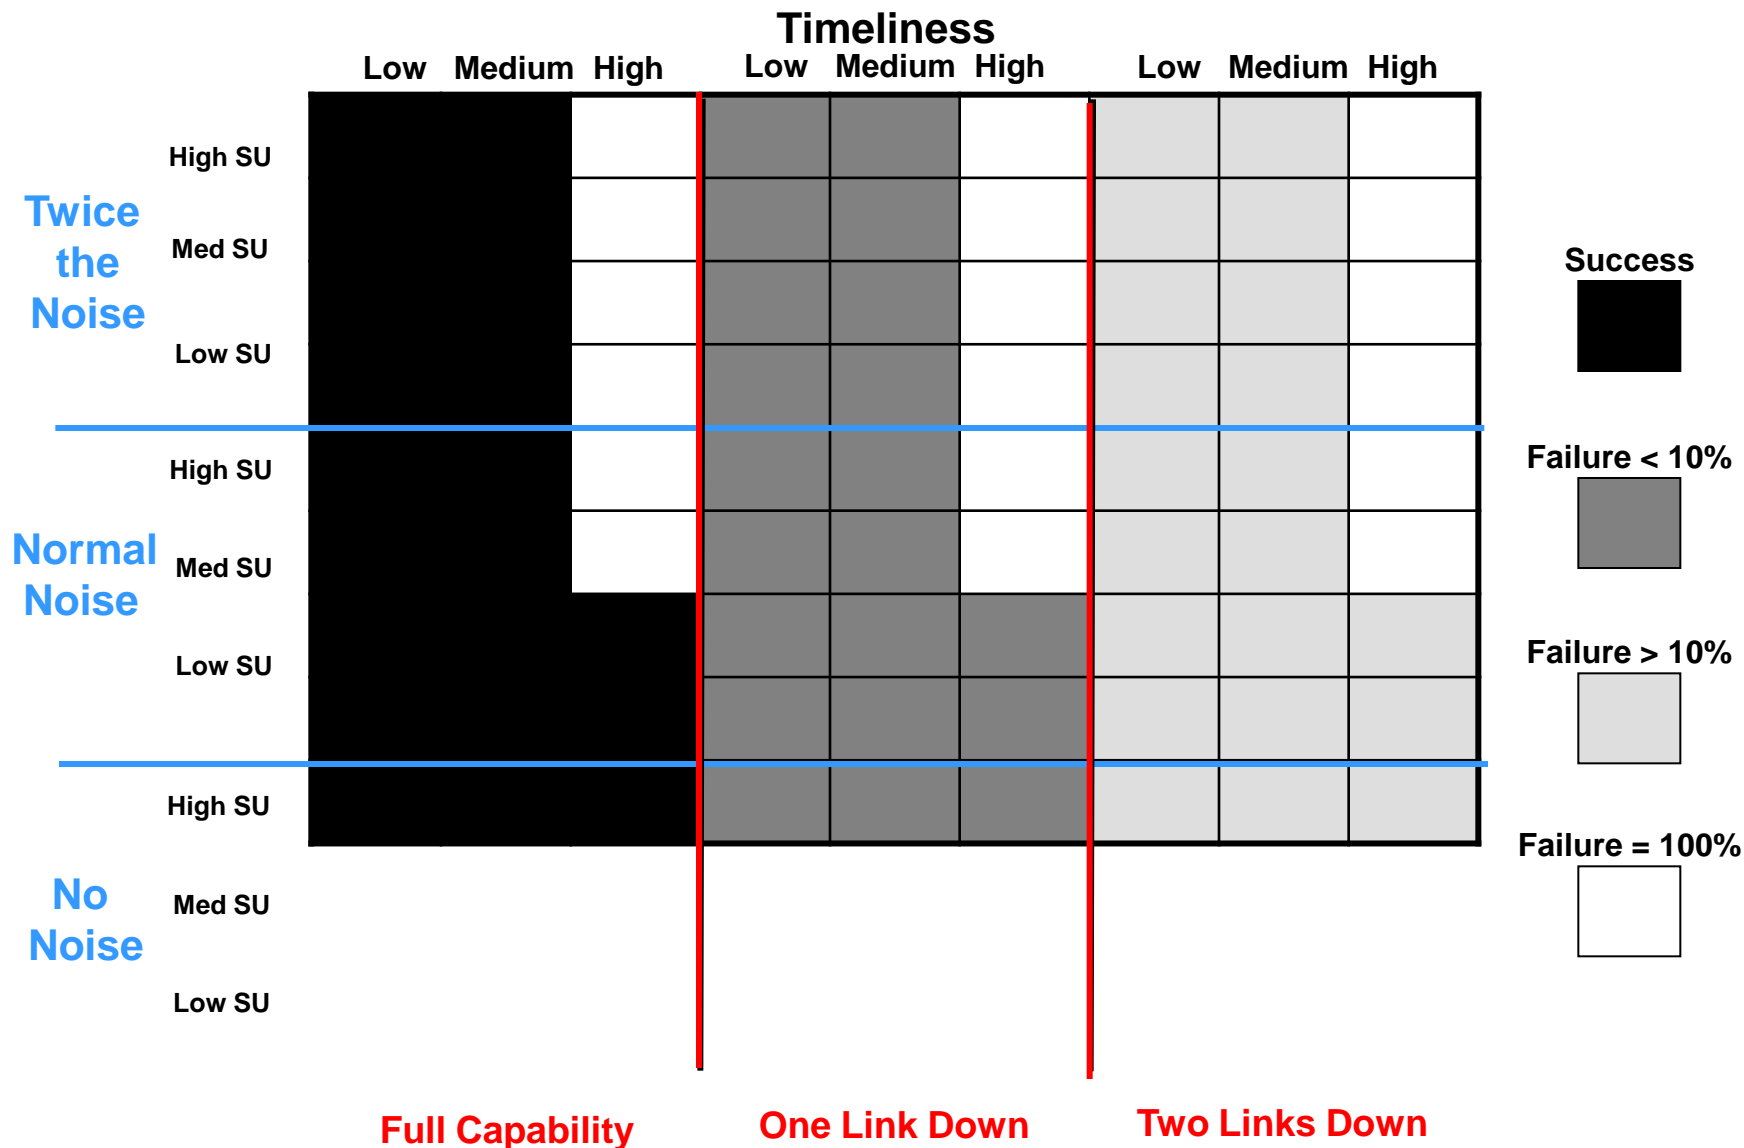 Timeliness
Low Medium High Low Medium High Low Medium High
High SU
Med SU
Low SU
Twice
the
Noise
High SU
Med SU
Low SU
Normal
Noise
High SU
Med SU
Low SU
No
Noise
Success
Failure < 10%
Failure > 10%
Failure = 100%
Full Capability
One Link Down
Two Links Down